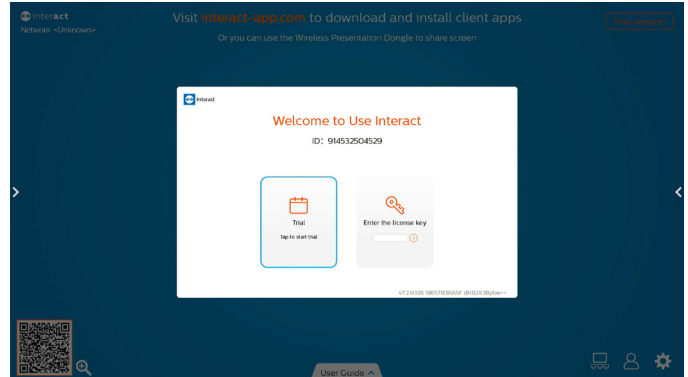 interact
Network: <Unknown>
Visit interact-app.com to download and install client apps
Or you can use the Wireless Presentation Dongle to share screen
Trial version
Interact
Welcome to Use Interact
ID: 914532504529
Trial
Tap to start trial
Enter the license key
User Guide